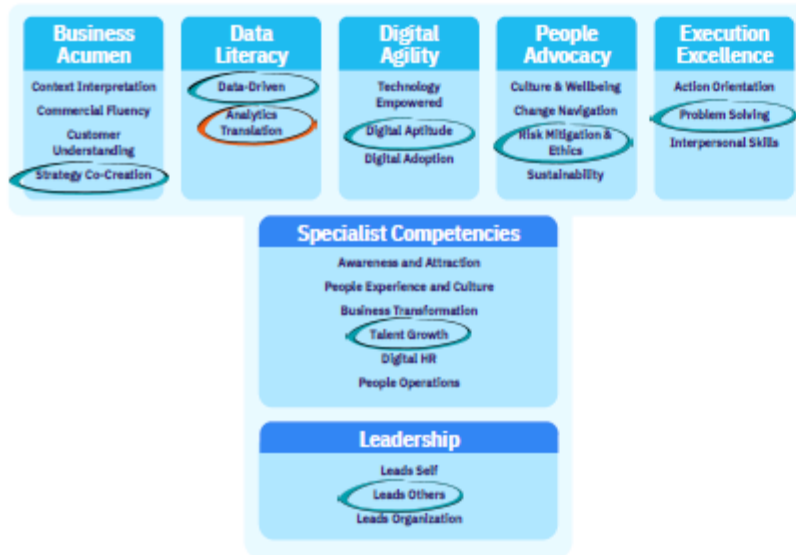 Business
Acumen
Context Interpretation
Commercial Fluency
Customer
Understanding
Strategy Co-Creation
Data
Literacy
Data-Driven
Analytics
Translation
Digital
Agility
Technology
Empowered
Digital Aptitude
Digital Adoption
People
Advocacy
Culture & Wellbeing
Change Navigation
Risk Mitigation &
Ethics
Sustainability
Execution
Excellence
Action Orientation
Problem Solving
Interpersonal Skills
Specialist Competencies
Awareness and Attraction
People Experience and Culture
Business Transformation
Talent Growth
Digital HR
People Operations
Leadership
Leads Self
Leads Others
Leads Organization